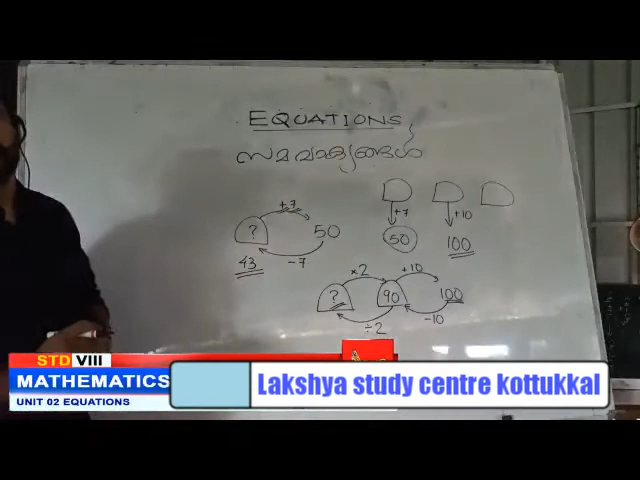 EQUATIONS
സമവാക്യങ്ങൾ
+7
+7
+10
?
50
50
100
43
-7
×2
+10
?
90
100
÷2
-10
STD VIII
MATHEMATICS
UNIT 02 EQUATIONS
Lakshya study centre kottukkal